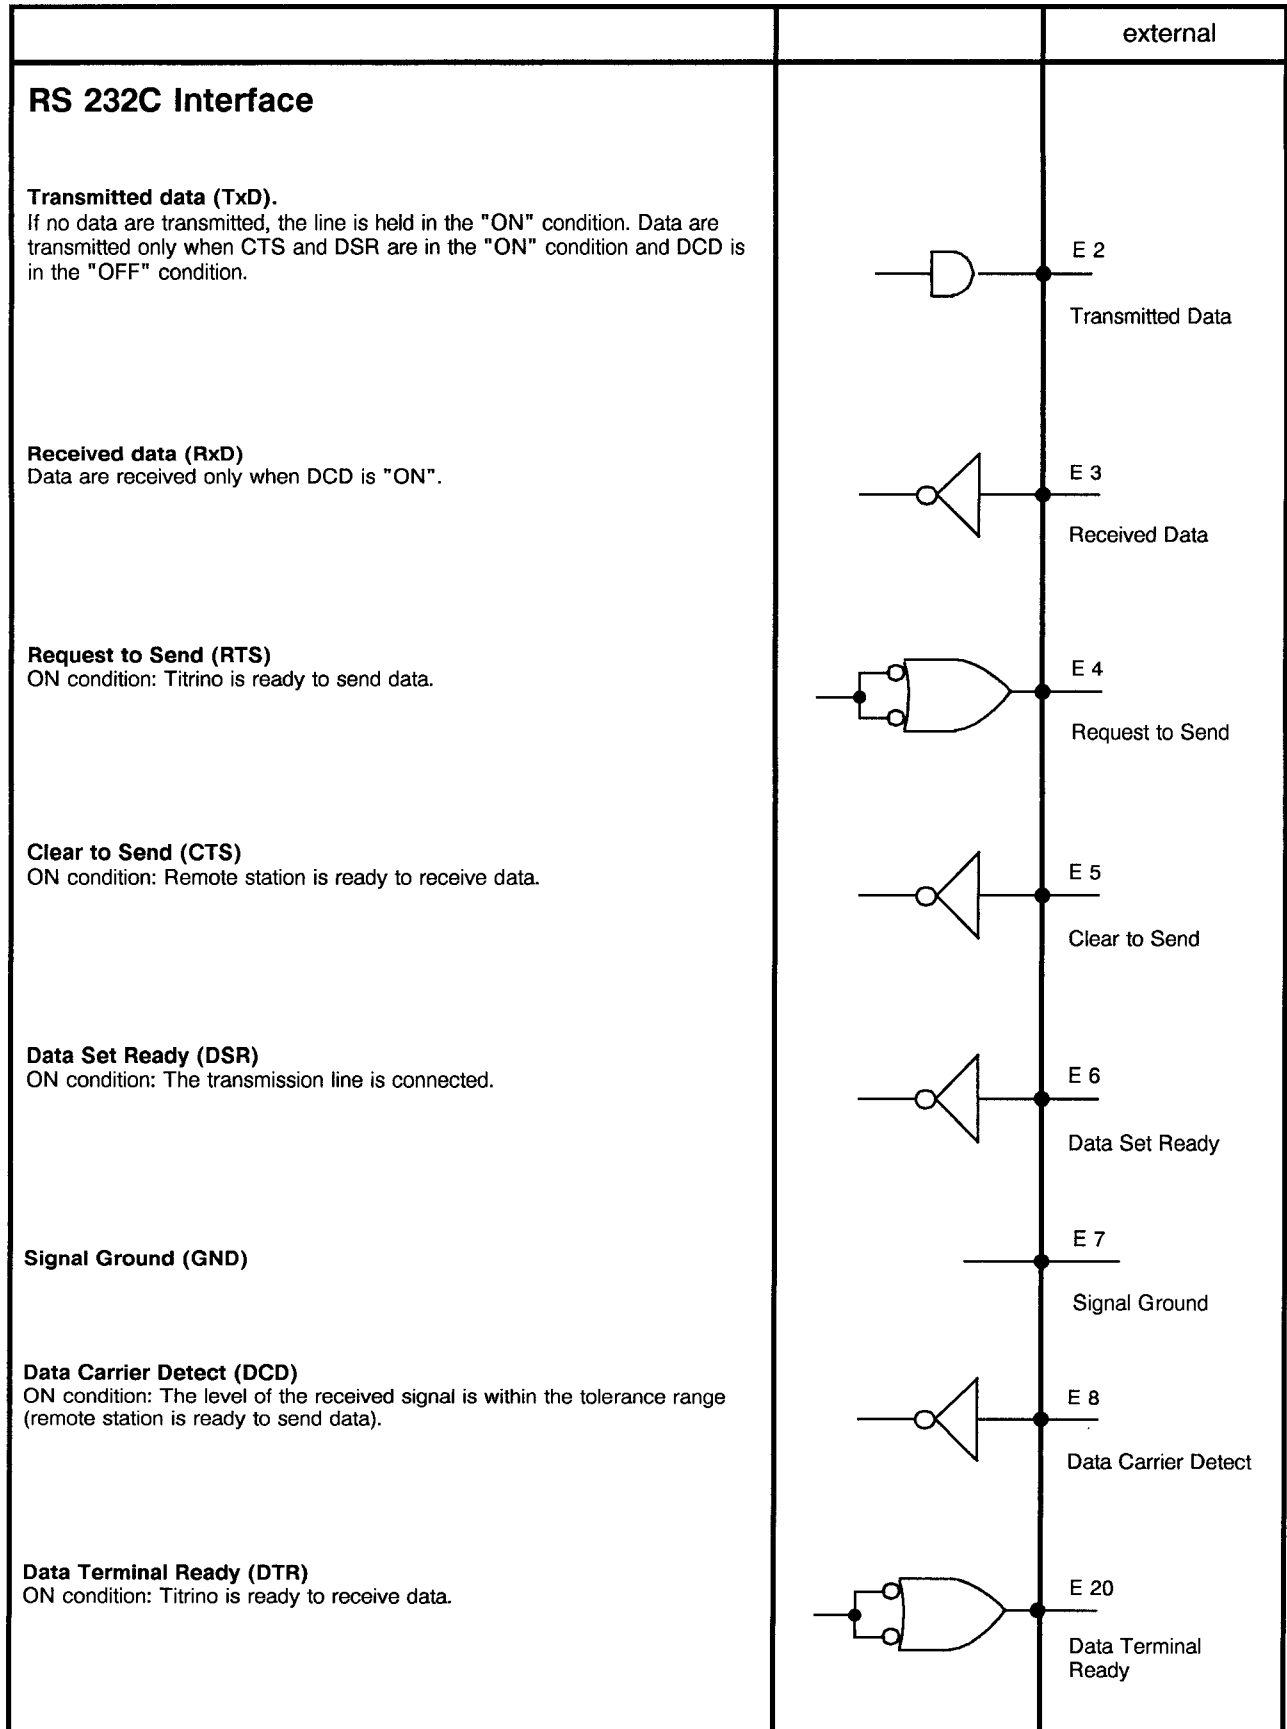 external
RS 232C Interface
Transmitted data (TxD).
If no data are transmitted, the line is held in the "ON" condition. Data are
transmitted only when CTS and DSR are in the "ON" condition and DCD is
in the "OFF" condition.
E 2
Transmitted Data
Received data (RxD)
Data are received only when DCD is "ON".
E 3
Received Data
Request to Send (RTS)
ON condition: Titrino is ready to send data.
E 4
Request to Send
Clear to Send (CTS)
ON condition: Remote station is ready to receive data.
E 5
Clear to Send
Data Set Ready (DSR)
ON condition: The transmission line is connected.
E 6
Data Set Ready
Signal Ground (GND)
E 7
Signal Ground
Data Carrier Detect (DCD)
ON condition: The level of the received signal is within the tolerance range
(remote station is ready to send data).
E 8
Data Carrier Detect
Data Terminal Ready (DTR)
ON condition: Titrino is ready to receive data.
E 20
Data Terminal
Ready